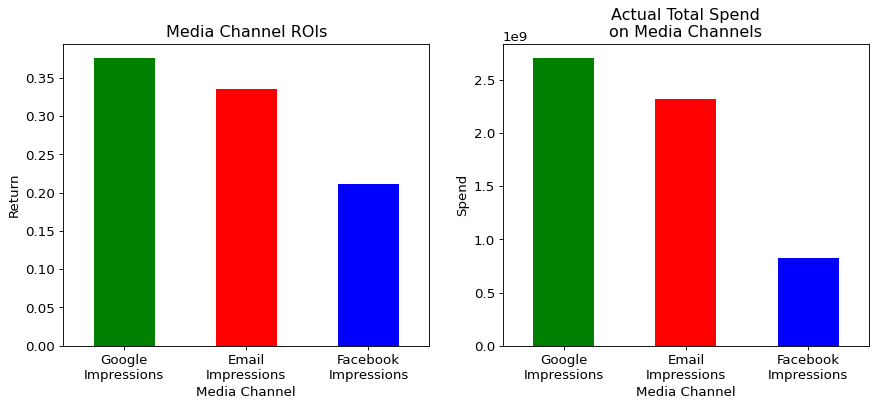 Media Channel ROIs
Return
0.35
0.30
0.25
0.20
0.15
0.10
0.05
0.00
Google
Impressions
Email
Impressions
Facebook
Impressions
Media Channel
Actual Total Spend
on Media Channels
1e9
Spend
2.5
2.0
1.5
1.0
0.5
0.0
Google
Impressions
Email
Impressions
Facebook
Impressions
Media Channel